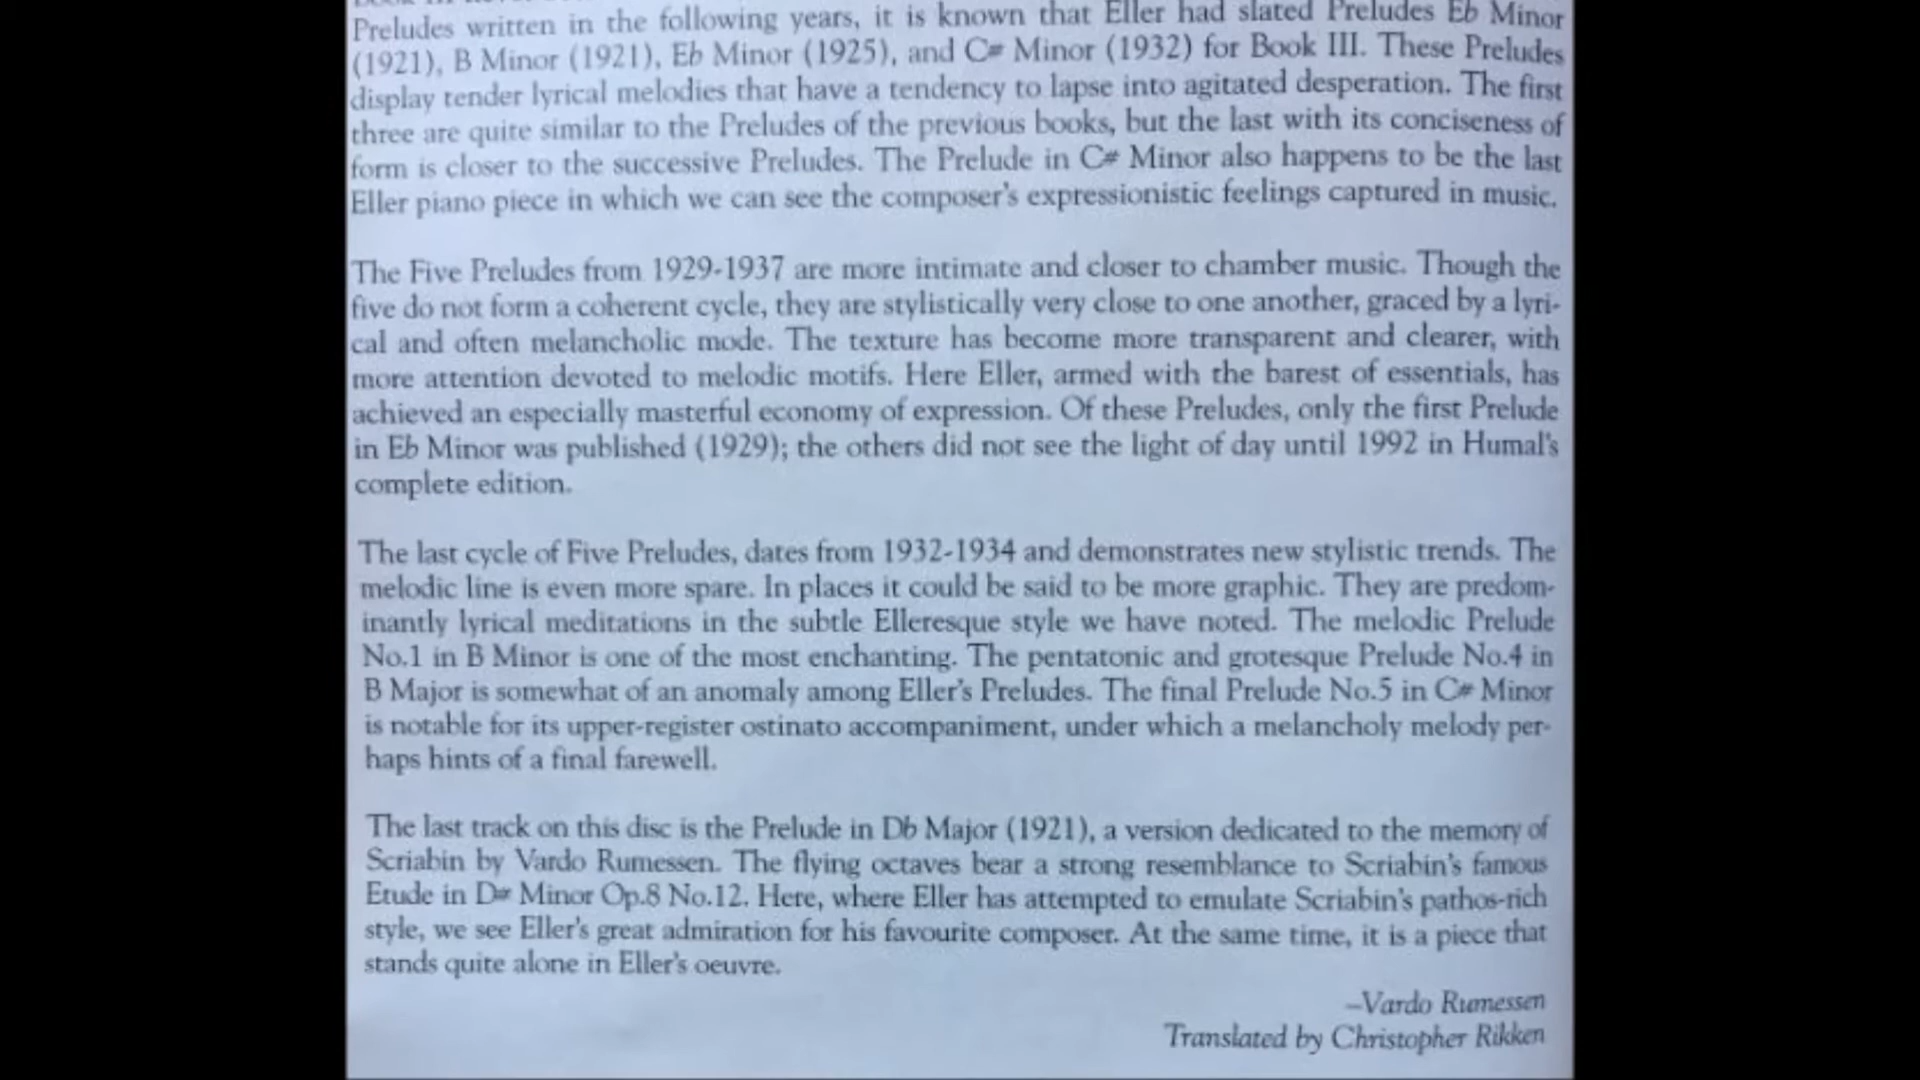 Preludes written in the following years, it is known that Eller had slated Preludes Eb Minor
(1921), B Minor (1921), Eb Minor (1925), and C# Minor (1932) for Book III. These Preludes
display tender lyrical melodies that have a tendency to lapse into agitated desperation. The first
three are quite similar to the Preludes of the previous books, but the last with its conciseness of
form is closer to the successive Preludes. The Prelude in C# Minor also happens to be the last
Eller piano piece in which we can see the composer's expressionistic feelings captured in music.
The Five Preludes from 1929-1937 are more intimate and closer to chamber music. Though the
five do not form a coherent cycle, they are stylistically very close to one another, graced by a lyri-
cal and often melancholic mode. The texture has become more transparent and clearer, with
more attention devoted to melodic motifs. Here Eller, armed with the barest of essentials, has
achieved an especially masterful economy of expression. Of these Preludes, only the first Prelude
in Eb Minor was published (1929); the others did not see the light of day until 1992 in Humal's
complete edition.
The last cycle of Five Preludes, dates from 1932-1934 and demonstrates new stylistic trends. The
melodic line is even more spare. In places it could be said to be more graphic. They are predom-
inantly lyrical meditations in the subtle Elleresque style we have noted. The melodic Prelude
No.1 in B Minor is one of the most enchanting. The pentatonic and grotesque Prelude No.4 in
B Major is somewhat of an anomaly among Eller's Preludes. The final Prelude No.5 in C# Minor
is notable for its upper-register ostinato accompaniment, under which a melancholy melody per-
haps hints of a final farewell.
The last track on this disc is the Prelude in Db Major (1921), a version dedicated to the memory of
Scriabin by Vardo Rumessen. The flying octaves bear a strong resemblance to Scriabin's famous
Etude in D# Minor Op.8 No.12. Here, where Eller has attempted to emulate Scriabin's pathos-rich
style, we see Eller's great admiration for his favourite composer. At the same time, it is a piece that
stands quite alone in Eller's oeuvre.
–Vardo Rumessen
Translated by Christopher Rikken